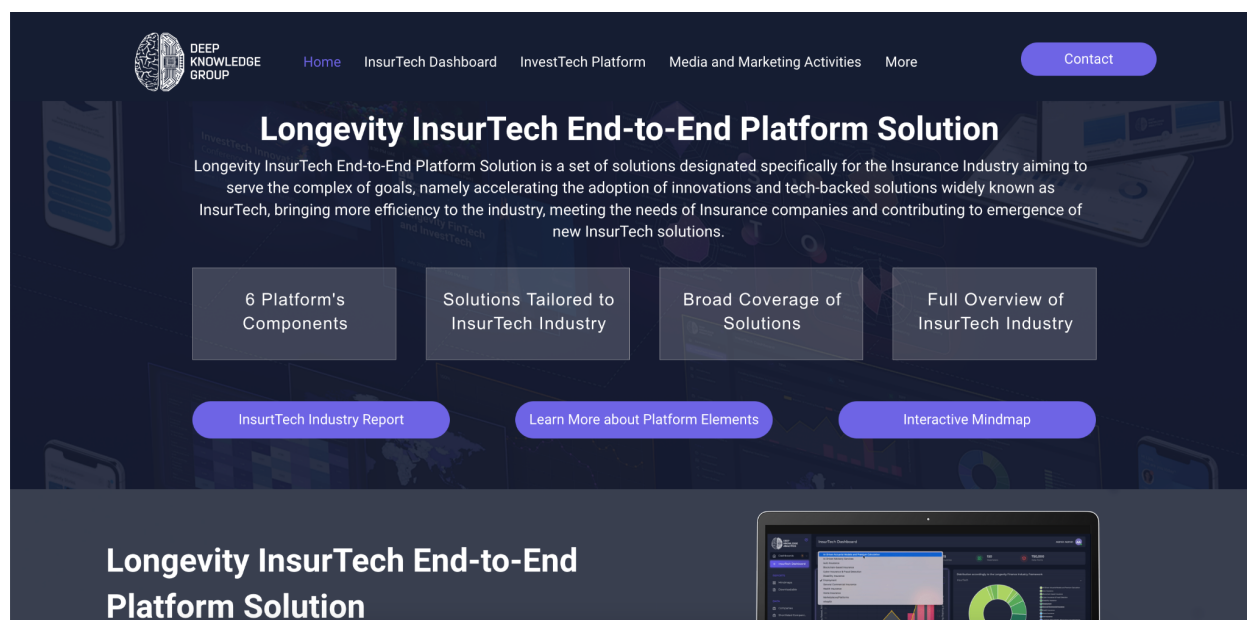 DEEP
KNOWLEDGE
GROUP
Home InsurTech Dashboard InvestTech Platform Media and Marketing Activities More
Contact
Longevity InsurTech End-to-End Platform Solution
Longevity InsurTech End-to-End Platform Solution is a set of solutions designated specifically for the Insurance Industry aiming to
serve the complex of goals, namely accelerating the adoption of innovations and tech-backed solutions widely known as
InsurTech, bringing more efficiency to the industry, meeting the needs of Insurance companies and contributing to emergence of
new InsurTech solutions.
6 Platform's
Components
Solutions Tailored to
InsurTech Industry
Broad Coverage of
Solutions
Full Overview of
InsurTech Industry
InsurtTech Industry Report
Learn More about Platform Elements
Interactive Mindmap
Longevity InsurTech End-to-End
Platform Solution
InsurTech Dashboard